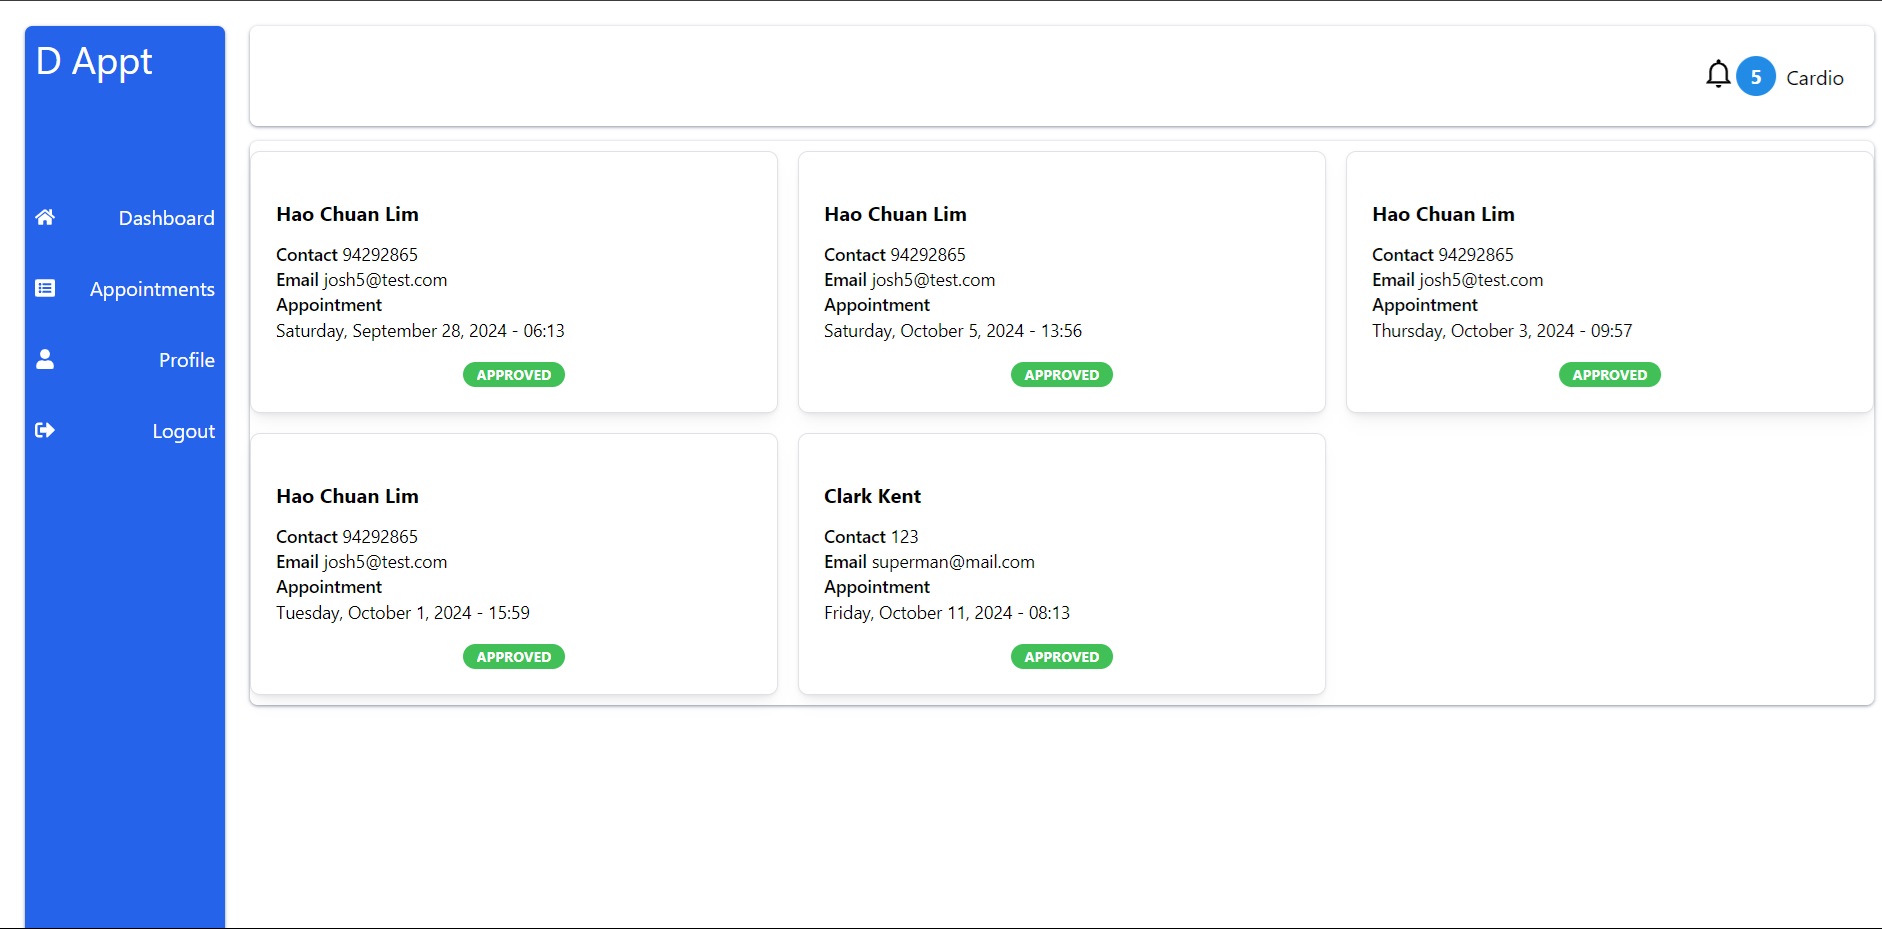 D Appt
Dashboard
Appointments
Profile
Logout
5 Cardio
Hao Chuan Lim
Contact 94292865
Email josh5@test.com
Appointment
Saturday, September 28, 2024 - 06:13
APPROVED
Hao Chuan Lim
Contact 94292865
Email josh5@test.com
Appointment
Saturday, October 5, 2024 - 13:56
APPROVED
Hao Chuan Lim
Contact 94292865
Email josh5@test.com
Appointment
Thursday, October 3, 2024 - 09:57
APPROVED
Hao Chuan Lim
Contact 94292865
Email josh5@test.com
Appointment
Tuesday, October 1, 2024 - 15:59
APPROVED
Clark Kent
Contact 123
Email superman@mail.com
Appointment
Friday, October 11, 2024 - 08:13
APPROVED